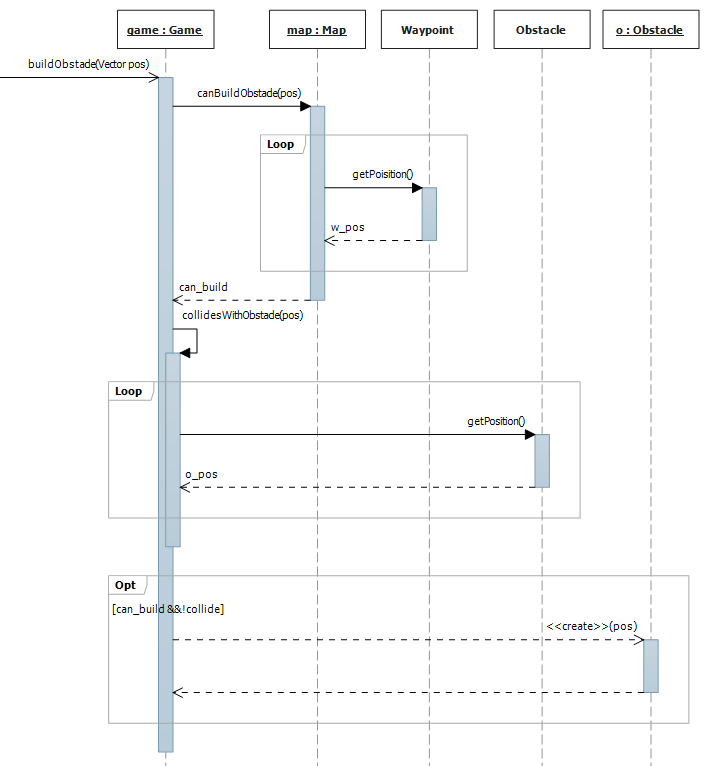 game : Game
map : Map
Waypoint
Obstacle
o : Obstacle
buildObstade(Vector pos)
canBuildObstade(pos)
Loop
getPoisition()
w_pos
can_build
collidesWithObstade(pos)
Loop
getPosition()
o_pos
Opt
[can_build &&!collide]
<<create>>(pos)